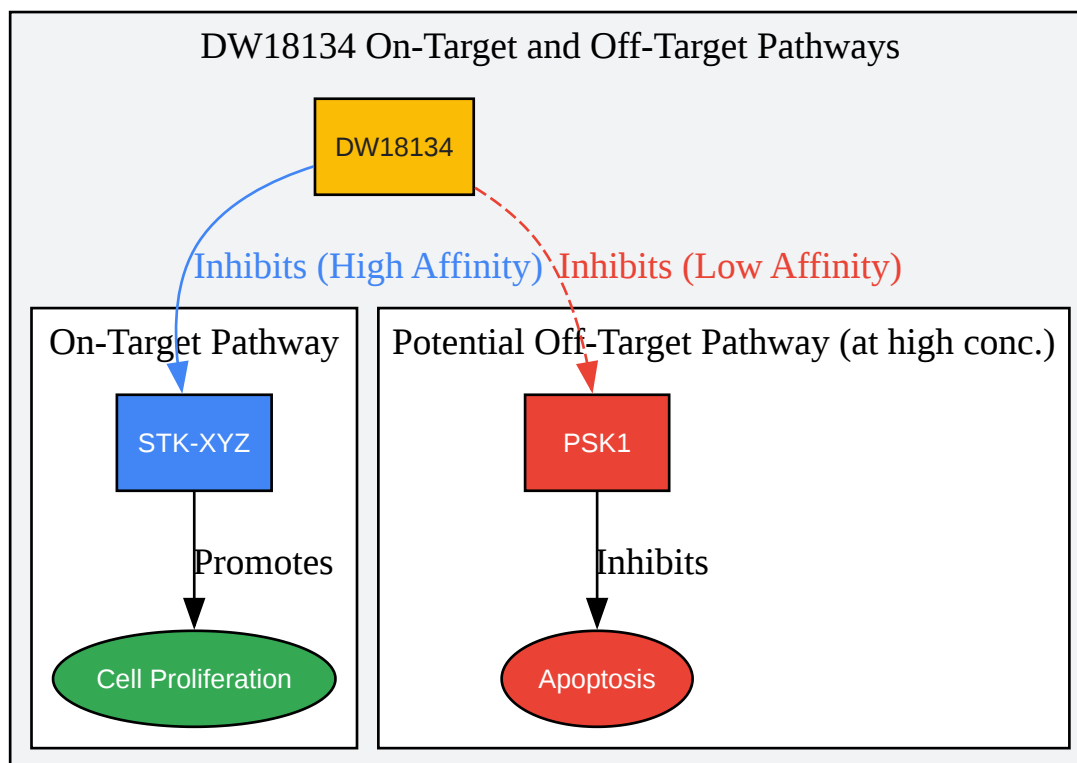 DW18134 On-Target and Off-Target Pathways
DW18134
Inhibits (High Affinity)
Inhibits (Low Affinity)
On-Target Pathway
Potential Off-Target Pathway (at high conc.)
STK-XYZ
PSK1
Promotes
Inhibits
Cell Proliferation
Apoptosis